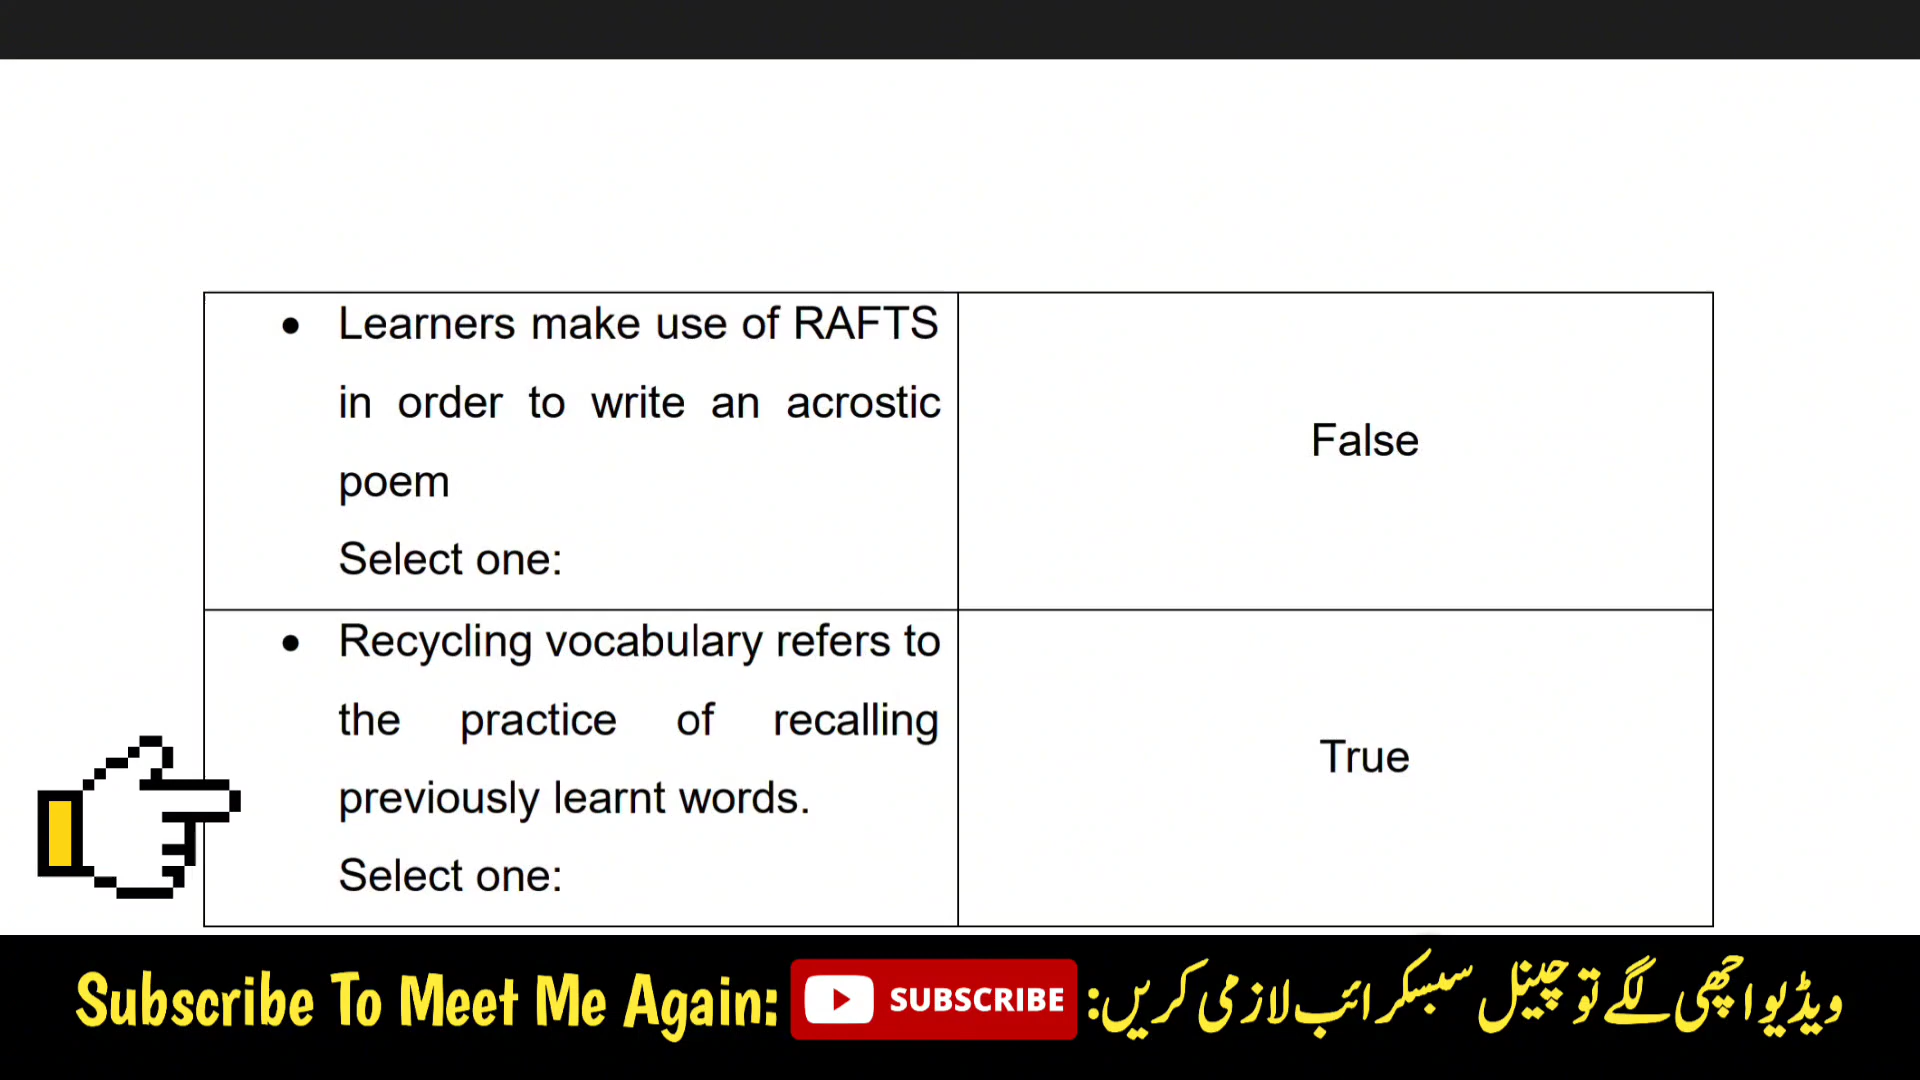 • Learners make use of RAFTS
in order to write an acrostic
poem
Select one:
False
• Recycling vocabulary refers to
the practice of recalling
previously learnt words.
Select one:
True
Subscribe To Meet Me Again: SUBSCRIBE ویڈیو اچھی لگے تو چینل سبسکرائب لازمی کریں: